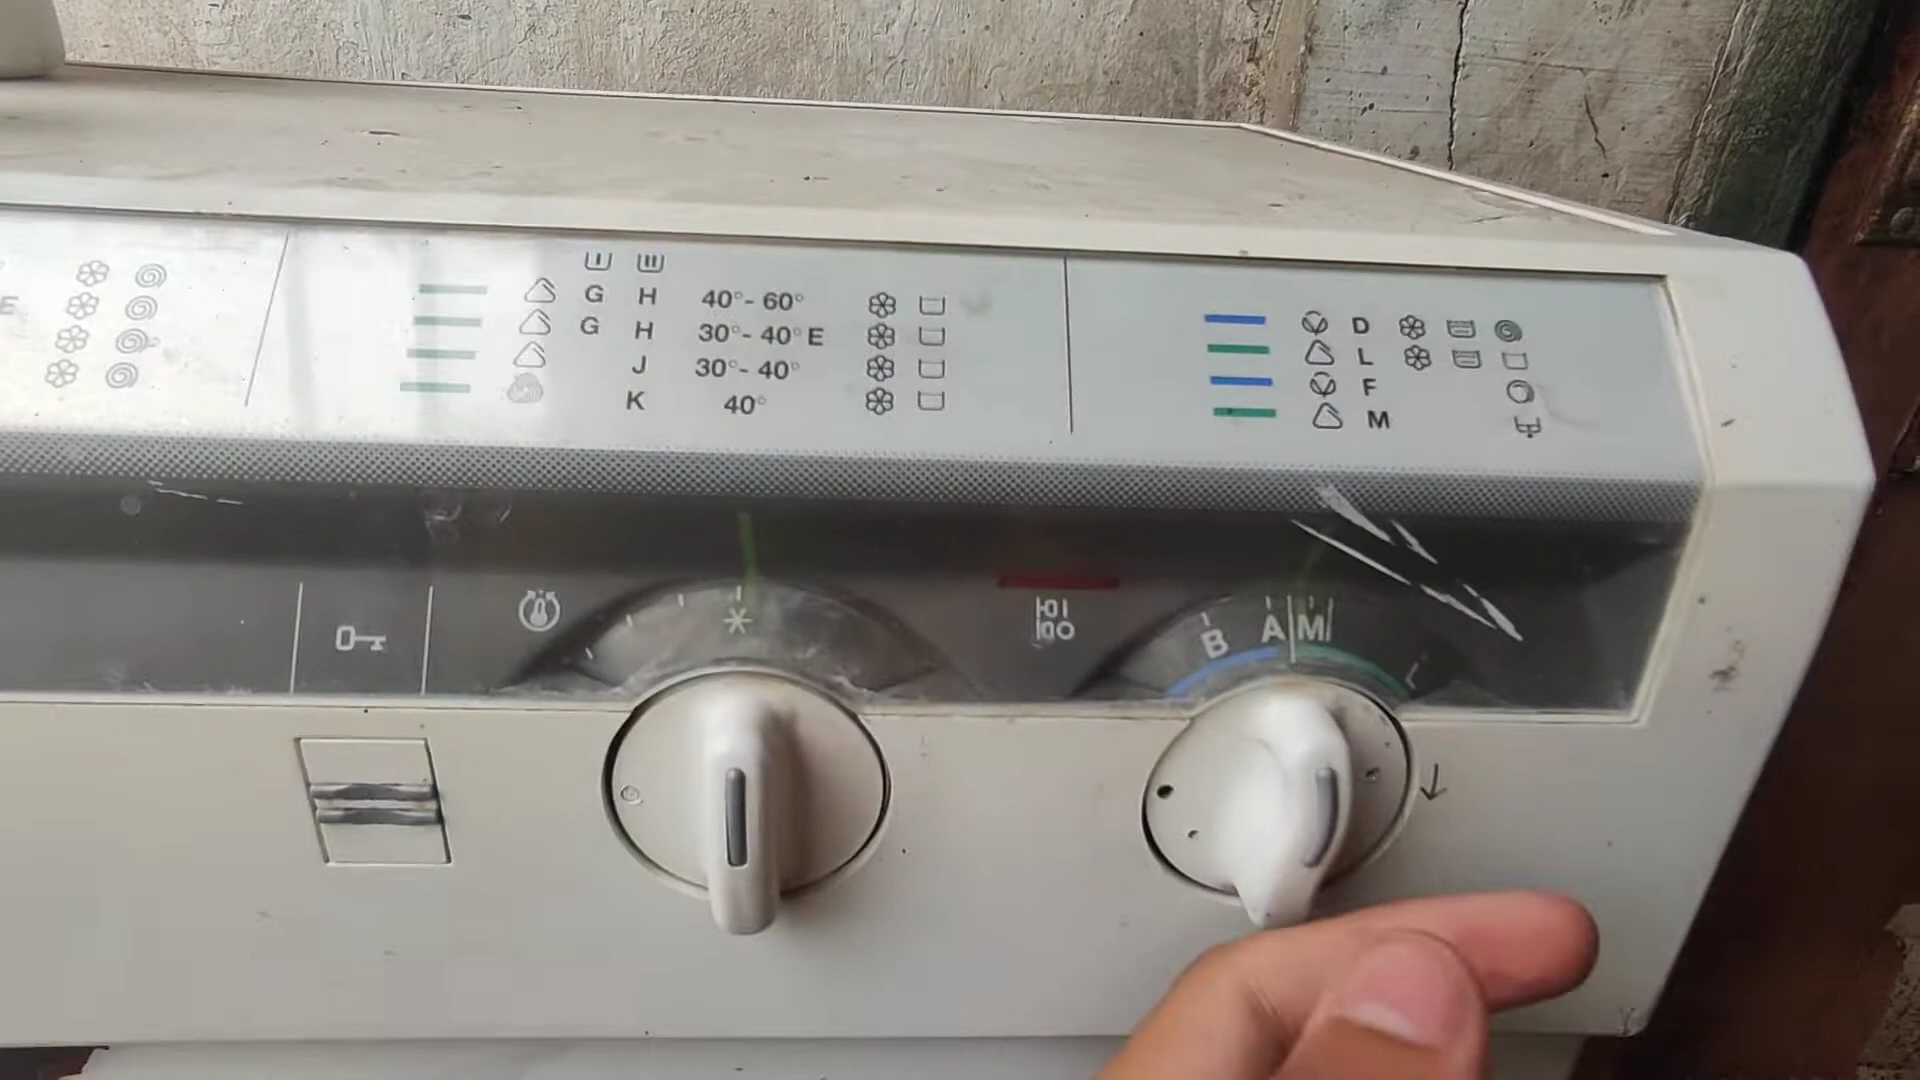 E
G H 40°- 60°
G H 30°- 40° E
J 30°- 40°
K 40°
D
L
F
M
B A M